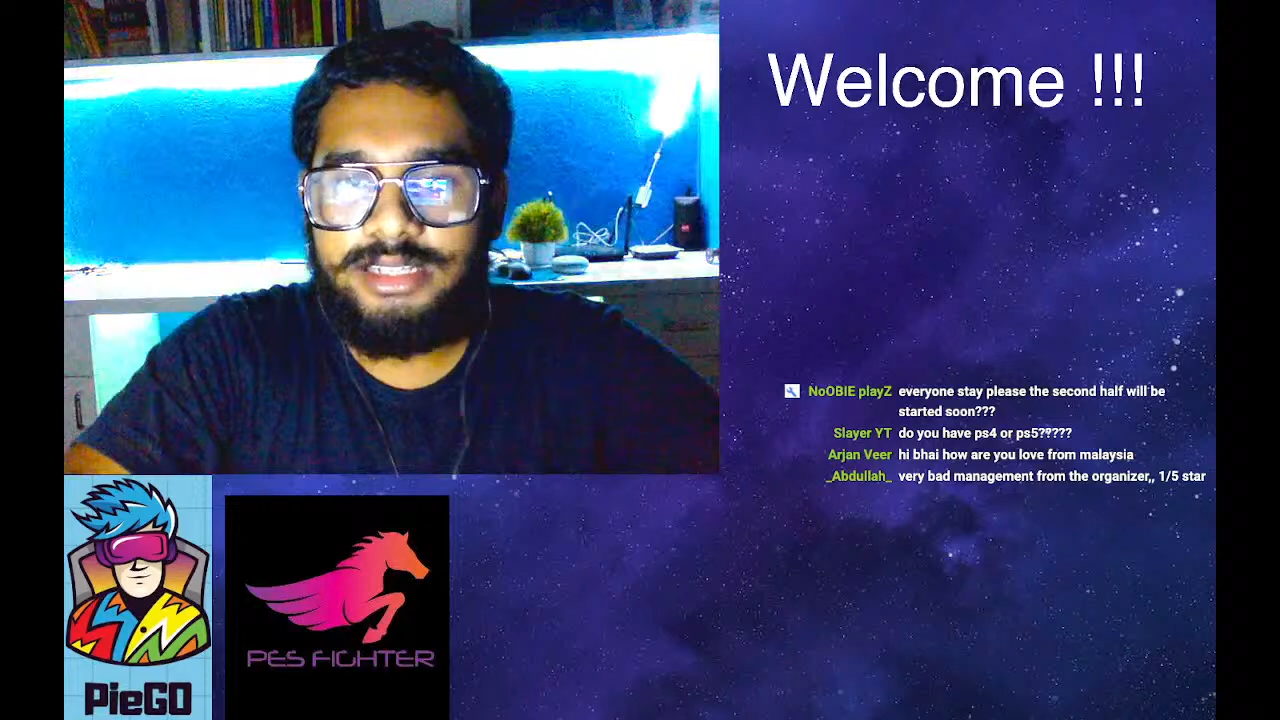 Welcome !!!
NoOBIE playZ everyone stay please the second half will be
started soon???
Slayer YT do you have ps4 or ps5?????
Arjan Veer hi bhai how are you love from malaysia
_Abdullah_ very bad management from the organizer,, 1/5 star
PES FIGHTER
PieGO